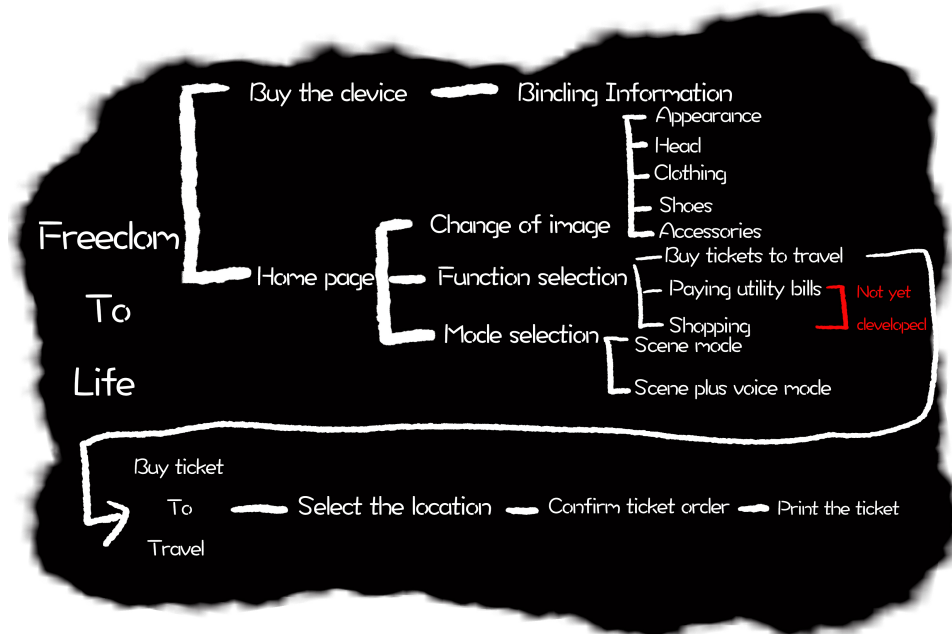 Buy the device
Binding Information
Appearance
Head
Clothing
Shoes
Accessories
Freedom
To
Life
Home page
Change of image
Function selection
Mode selection
Buy tickets to travel
Paying utility bills
Shopping
Not yet
developed
Scene mode
Scene plus voice mode
Buy ticket
To
Travel
Select the location
Confirm ticket order
Print the ticket